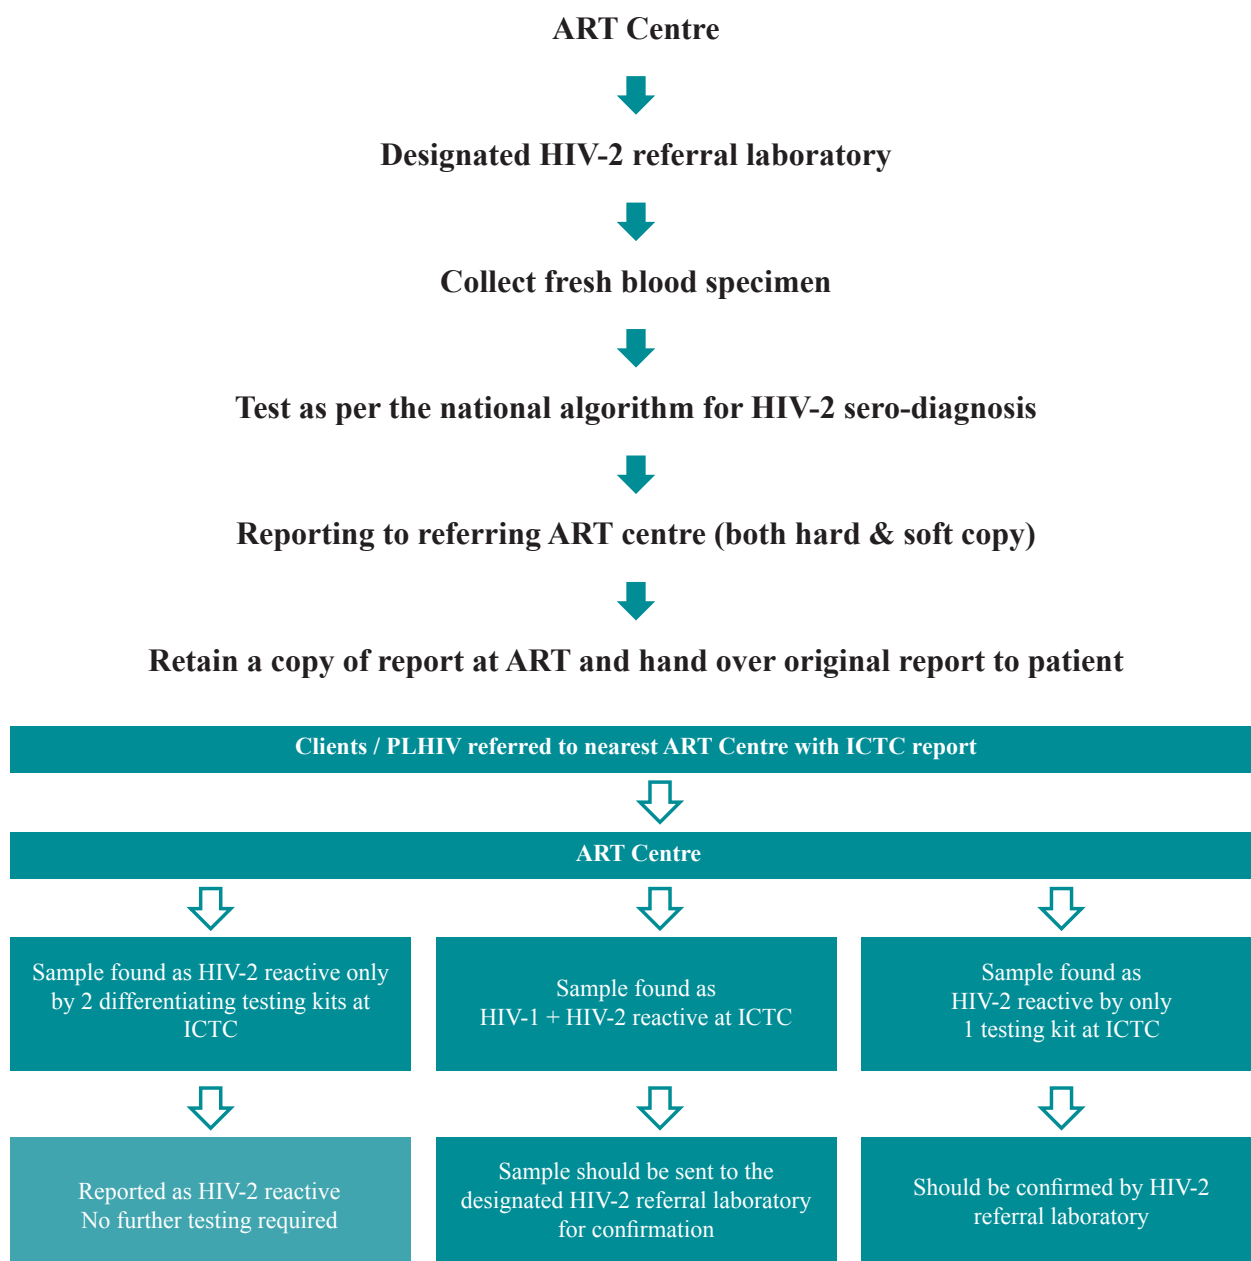 ART Centre
Designated HIV-2 referral laboratory
Collect fresh blood specimen
Test as per the national algorithm for HIV-2 sero-diagnosis
Reporting to referring ART centre (both hard & soft copy)
Retain a copy of report at ART and hand over original report to patient
Clients / PLHIV referred to nearest ART Centre with ICTC report
ART Centre
Sample found as HIV-2 reactive only
by 2 differentiating testing kits at
ICTC
Sample found as
HIV-1 + HIV-2 reactive at ICTC
Sample found as
HIV-2 reactive by only
1 testing kit at ICTC
Reported as HIV-2 reactive
No further testing required
Sample should be sent to the
designated HIV-2 referral laboratory
for confirmation
Should be confirmed by HIV-2
referral laboratory